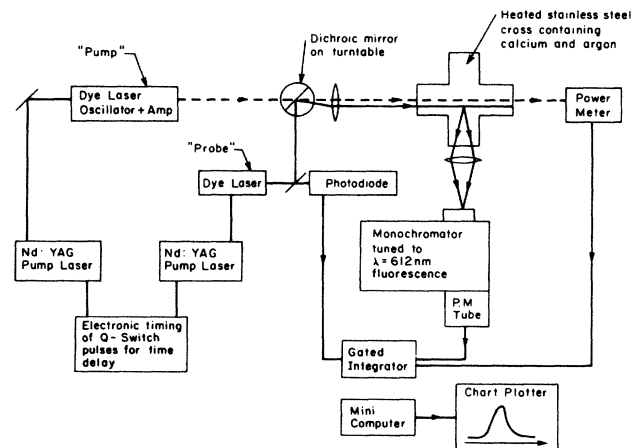 "Pump"
Dye Laser
Oscillator + Amp
Dichroic mirror
on turntable
Heated stainless steel
cross containing
calcium and argon
Power
Meter
"Probe"
Dye Laser
Photodiode
Nd: YAG
Pump Laser
Nd: YAG
Pump Laser
Electronic timing
of Q-Switch
pulses for time
delay
Monochromator
tuned to
λ = 612nm
fluorescence
P.M
Tube
Gated
Integrator
Mini
Computer
Chart Plotter